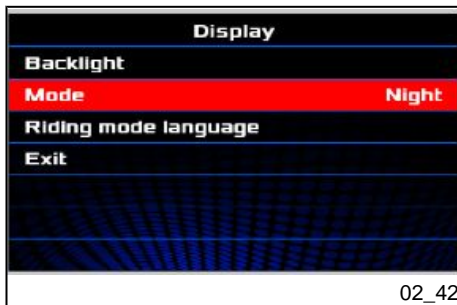 Display
Backlight
Mode Night
Riding mode language
Exit
02_42